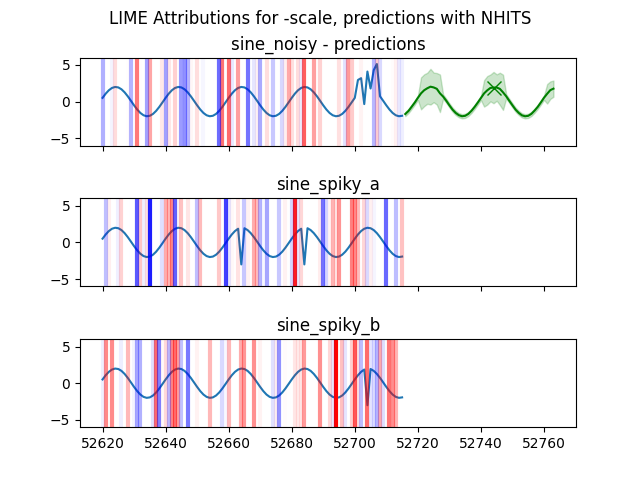 LIME Attributions for -scale, predictions with NHITS
sine_noisy - predictions
5
0
−5
sine_spiky_a
5
0
−5
sine_spiky_b
5
0
−5
52620 52640 52660 52680 52700 52720 52740 52760